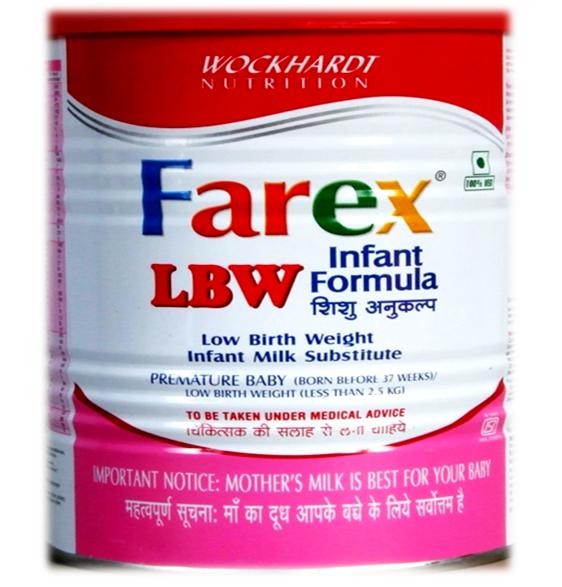 WOCKHARDT
NUTRITION
Farex®
100% VEG
LBW Infant Formula
शिशु अनुकल्प
Low Birth Weight
Infant Milk Substitute
PREMATURE BABY (BORN BEFORE 37 WEEKS)/
LOW BIRTH WEIGHT (LESS THAN 2.5 KG)
TO BE TAKEN UNDER MEDICAL ADVICE
चिकित्सक की सलाह से लेना चाहिये
IMPORTANT NOTICE: MOTHER'S MILK IS BEST FOR YOUR BABY
महत्वपूर्ण सूचना: माँ का दूध आपके बच्चे के लिये सर्वोत्तम है